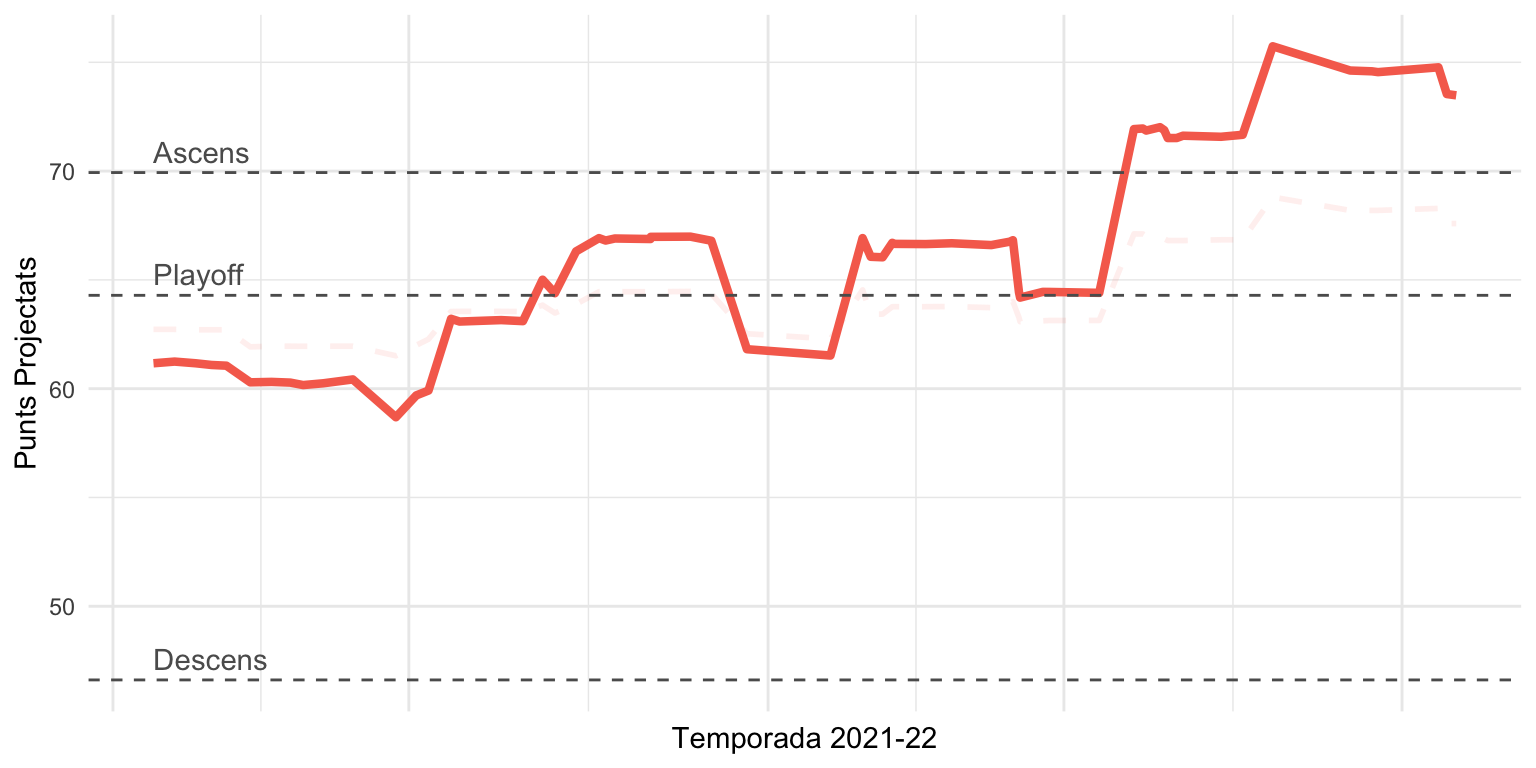 Punts Projectats
70
60
50
Ascens
Playoff
Descens
Temporada 2021-22